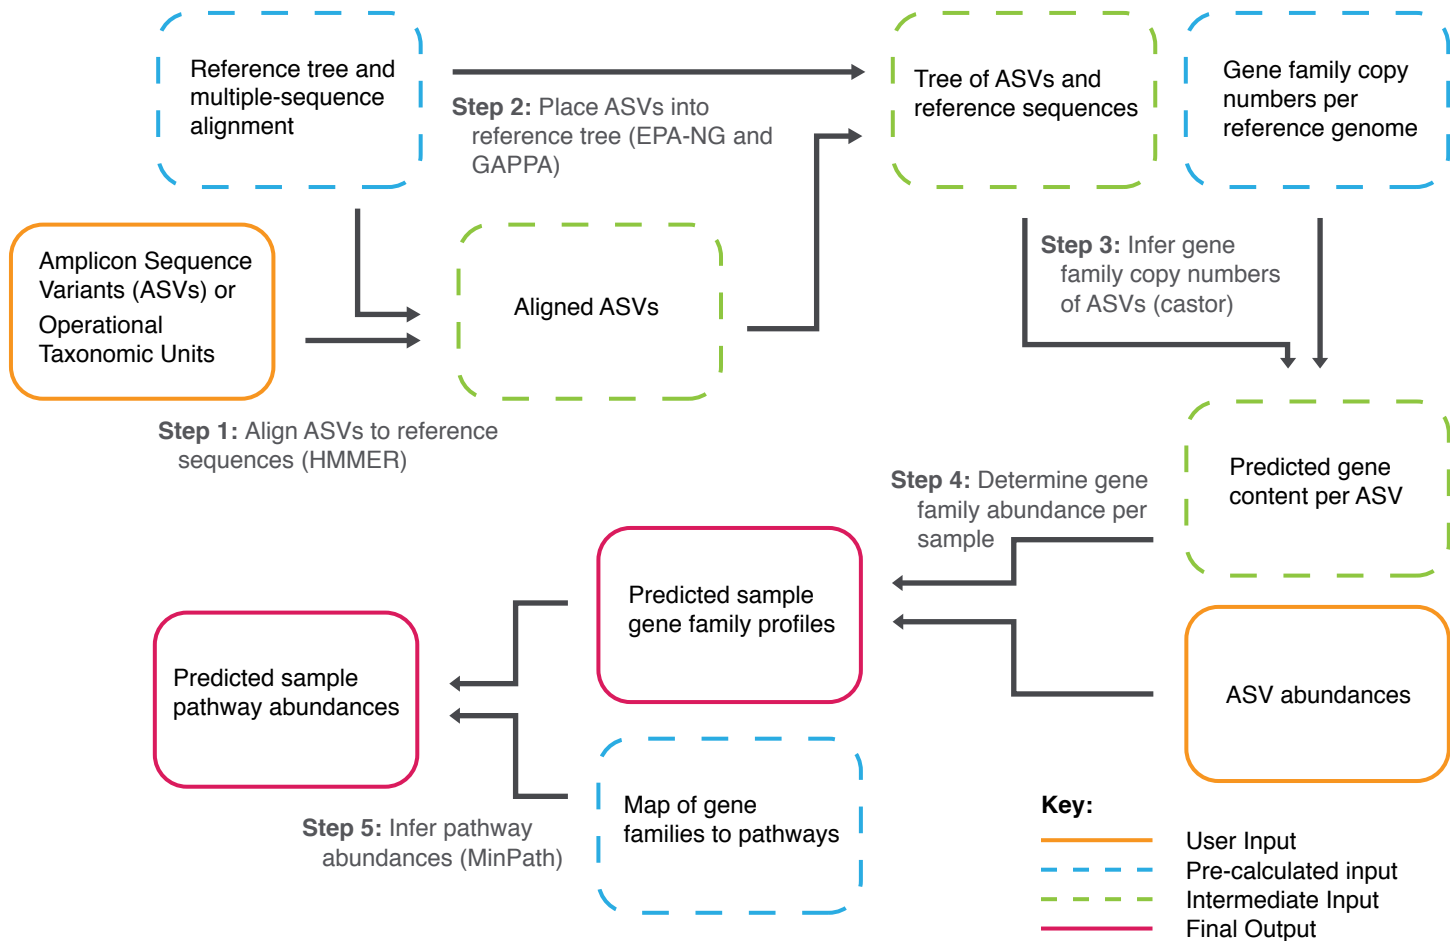 Reference tree and
multiple-sequence
alignment
Step 2: Place ASVs into
reference tree (EPA-NG and
GAPPA)
Tree of ASVs and
reference sequences
Gene family copy
numbers per
reference genome
Amplicon Sequence
Variants (ASVs) or
Operational
Taxonomic Units
Aligned ASVs
Step 3: Infer gene
family copy numbers
of ASVs (castor)
Step 1: Align ASVs to reference
sequences (HMMER)
Predicted gene
content per ASV
Step 4: Determine gene
family abundance per
sample
Predicted sample
gene family profiles
Predicted sample
pathway abundances
ASV abundances
Map of gene
families to pathways
Step 5: Infer pathway
abundances (MinPath)
Key:
User Input
Pre-calculated input
Intermediate Input
Final Output